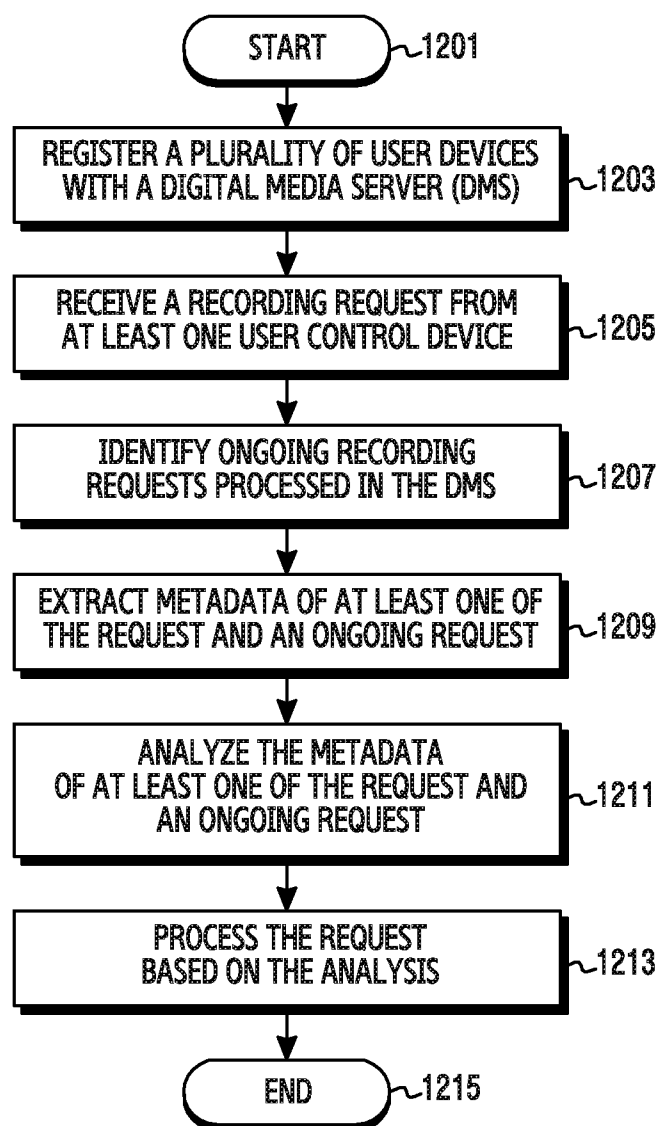 START
1201
REGISTER A PLURALITY OF USER DEVICES
WITH A DIGITAL MEDIA SERVER (DMS)
1203
RECEIVE A RECORDING REQUEST FROM
AT LEAST ONE USER CONTROL DEVICE
1205
IDENTIFY ONGOING RECORDING
REQUESTS PROCESSED IN THE DMS
1207
EXTRACT METADATA OF AT LEAST ONE OF
THE REQUEST AND AN ONGOING REQUEST
1209
ANALYZE THE METADATA
OF AT LEAST ONE OF THE REQUEST AND
AN ONGOING REQUEST
1211
PROCESS THE REQUEST
BASED ON THE ANALYSIS
1213
END
1215